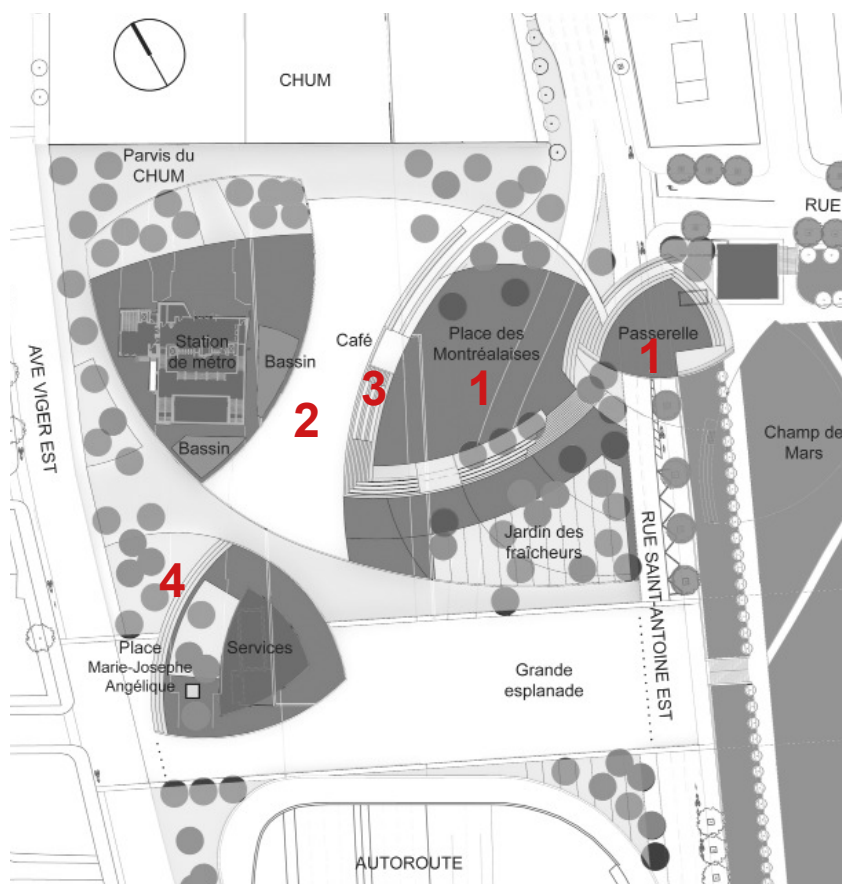 CHUM
Parvis du
CHUM
RUE
Café
Place des
Montréalaises
Passerelle
Station
de métro
Bassin
1
1
3
2
AVE VIGER EST
Bassin
Champ de
Mars
Jardin des
fraîcheurs
RUE SAINT-ANTOINE EST
4
Place
Marie-Josephe
Angélique
Services
Grande
esplanade
AUTOROUTE